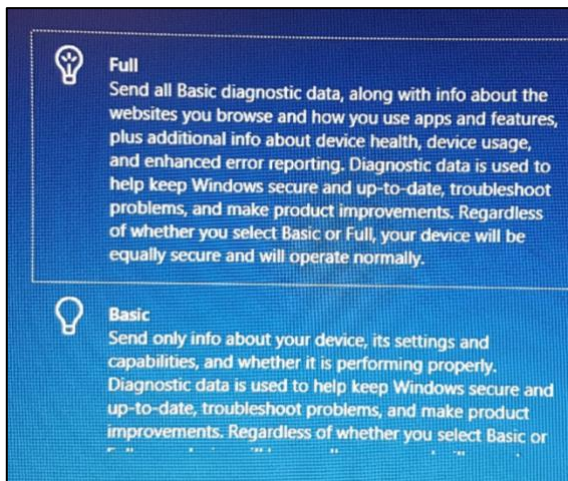 Full
Send all Basic diagnostic data, along with info about the
websites you browse and how you use apps and features,
plus additional info about device health, device usage,
and enhanced error reporting. Diagnostic data is used to
help keep Windows secure and up-to-date, troubleshoot
problems, and make product improvements. Regardless
of whether you select Basic or Full, your device will be
equally secure and will operate normally.
Basic
Send only info about your device, its settings and
capabilities, and whether it is performing properly.
Diagnostic data is used to help keep Windows secure and
up-to-date, troubleshoot problems, and make product
improvements. Regardless of whether you select Basic or